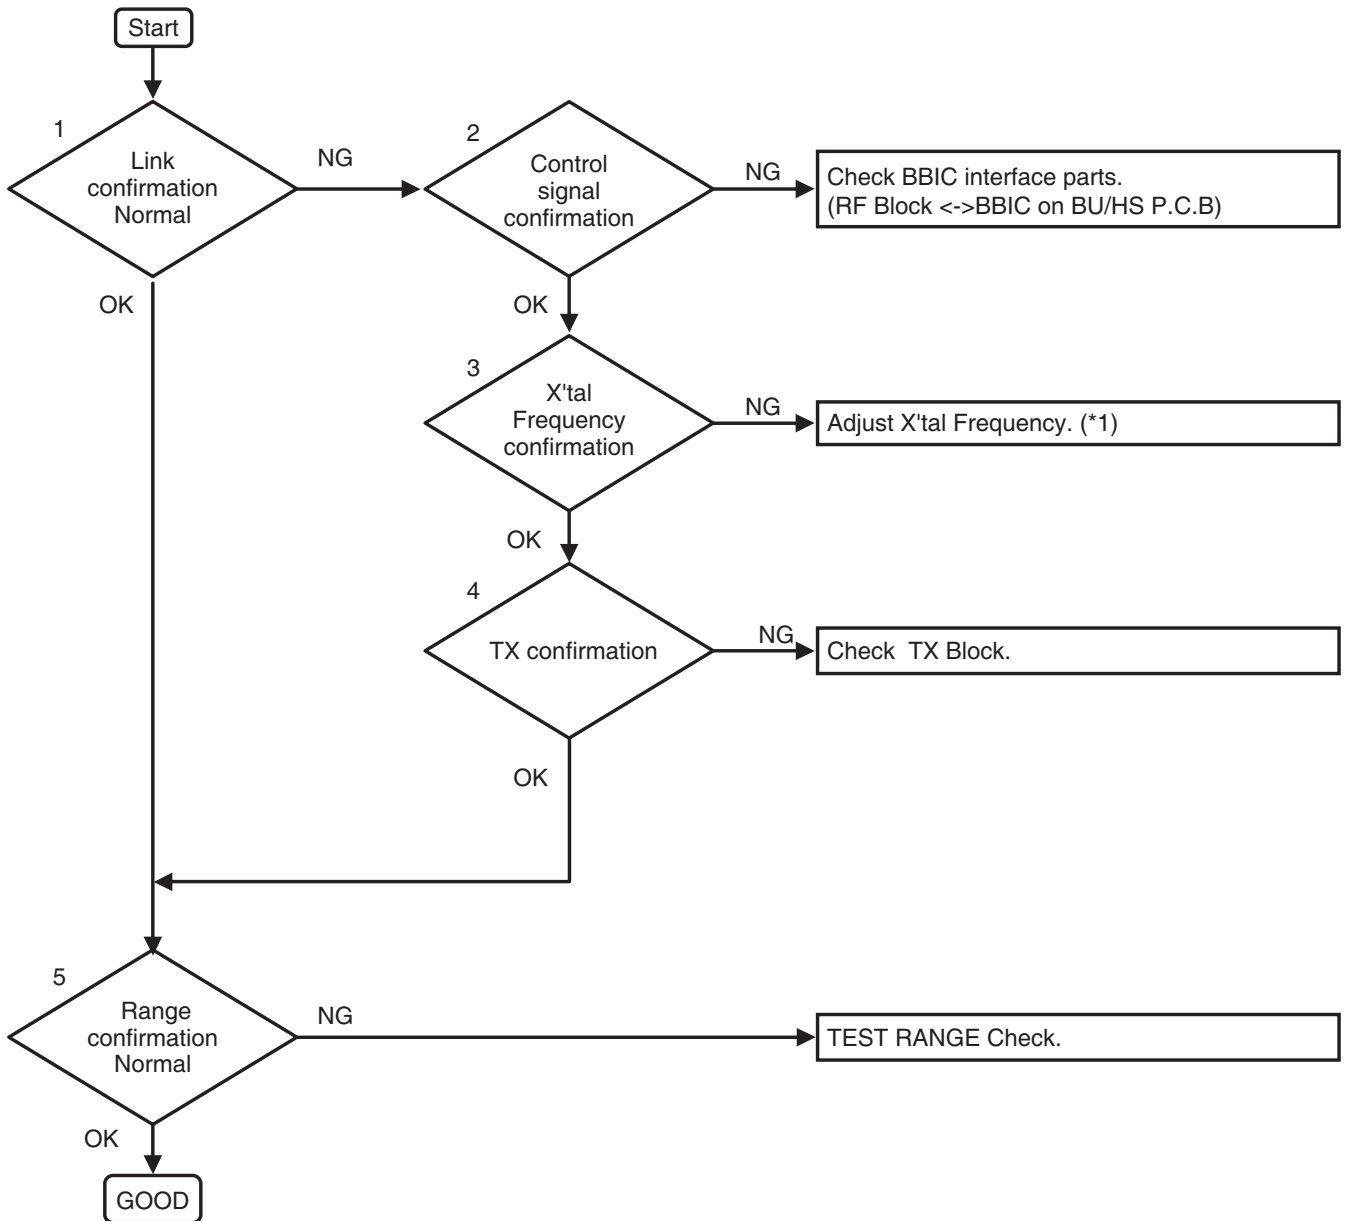 Start
1
Link
confirmation
Normal
NG
2
Control
signal
confirmation
NG
Check BBIC interface parts.
(RF Block <->BBIC on BU/HS P.C.B)
OK
OK
3
X'tal
Frequency
confirmation
NG
Adjust X'tal Frequency. (*1)
OK
4
TX confirmation
NG
Check  TX Block.
OK
5
Range
confirmation
Normal
NG
TEST RANGE Check.
OK
GOOD